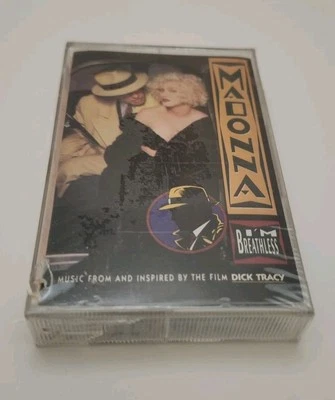 MADONNA
I'M
BREATHLESS
MUSIC FROM AND INSPIRED BY THE FILM DICK TRACY